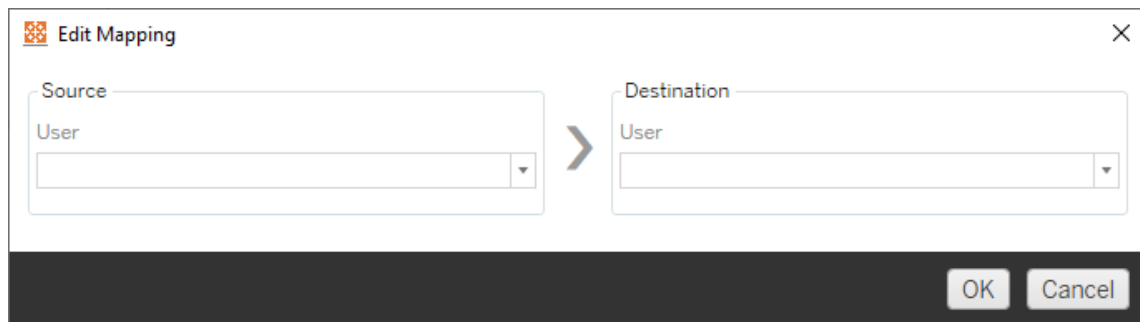 Edit Mapping
Source
User
Destination
User
OK
Cancel